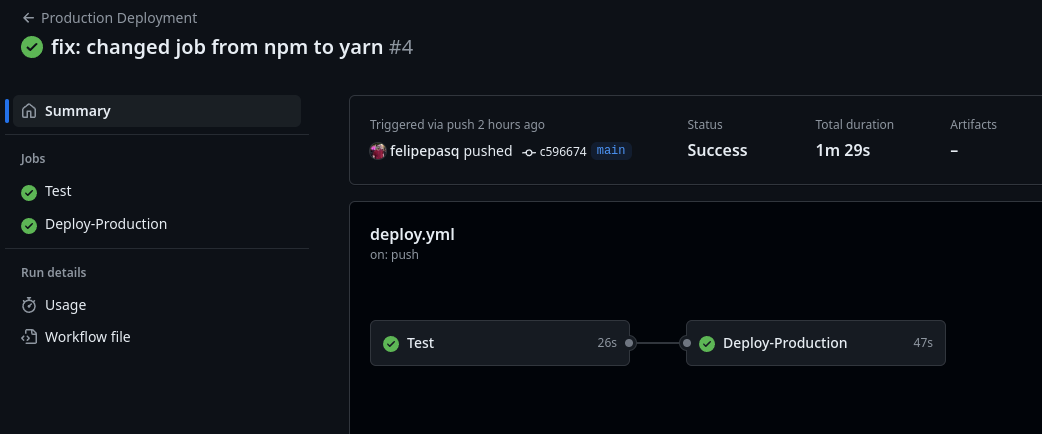 Production Deployment
fix: changed job from npm to yarn #4
Summary
Jobs
Test
Deploy-Production
Run details
Usage
Workflow file
Triggered via push 2 hours ago
felipepasq pushed c596674 main
Status
Success
Total duration
1m 29s
Artifacts
–
deploy.yml
on: push
Test 26s
Deploy-Production 47s